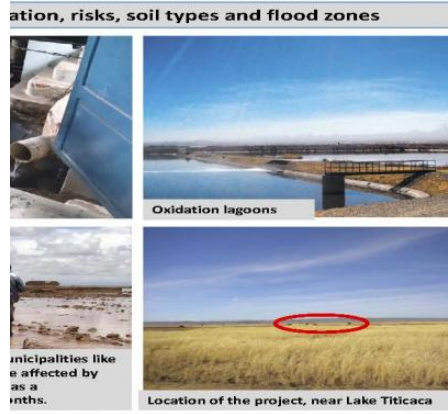 ation, risks, soil types and flood zones
Oxidation lagoons
unicipalities like
e affected by
as a
onths.
Location of the project, near Lake Titicaca